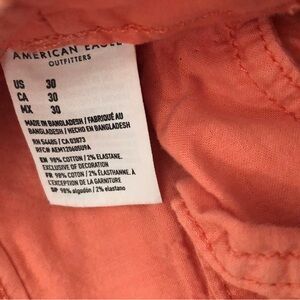 AMERICAN EAGLE
OUTFITTERS
US 30
CA 30
MX 30
MADE IN BANGLADESH / FABRIQUÉ AU
BANGLADESH / HECHO EN BANGLADESH
RN 54485 / CA 03073
EN 98% COTTON / 2% ELASTANE,
EXCLUSIVE OF DECORATION
FR 98% COTON / 2% ÉLASTHANNE, À
L'EXCEPTION DE LA GARNITURE
SP 98% algodón / 2% elastano